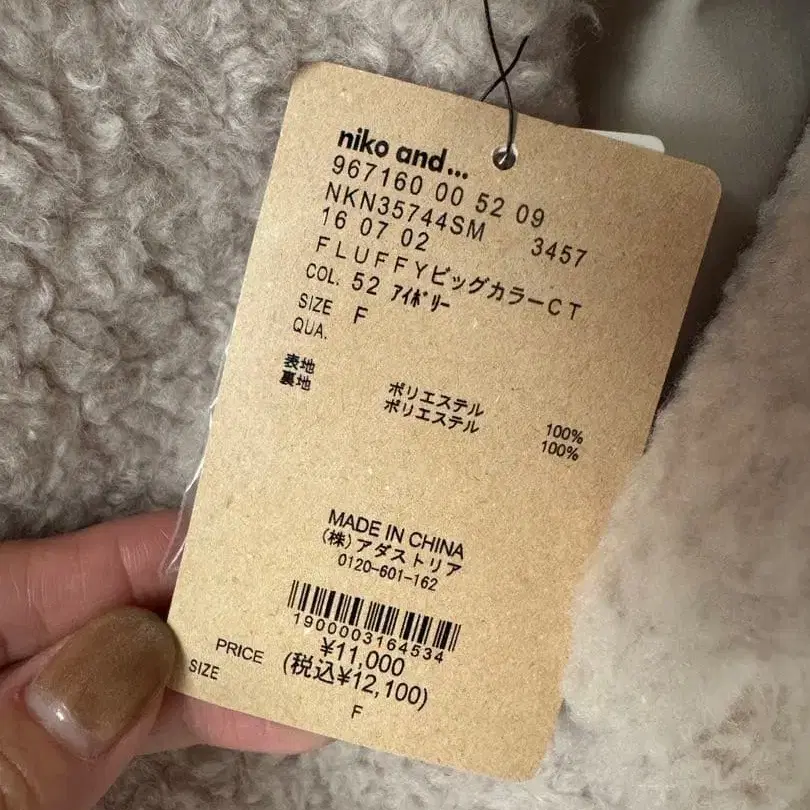 niko and...
967160 00 52 09
NKN35744SM 3457
16 07 02
FLUFFYビッグカラーCT
COL. 52 ｱｲﾎﾞﾘｰ
SIZE F
QUA.
表地 ポリエステル 100%
裏地 ポリエステル 100%
MADE IN CHINA
(株)アダストリア
0120-601-162
1900003164534
PRICE ¥11,000
(税込¥12,100)
SIZE F